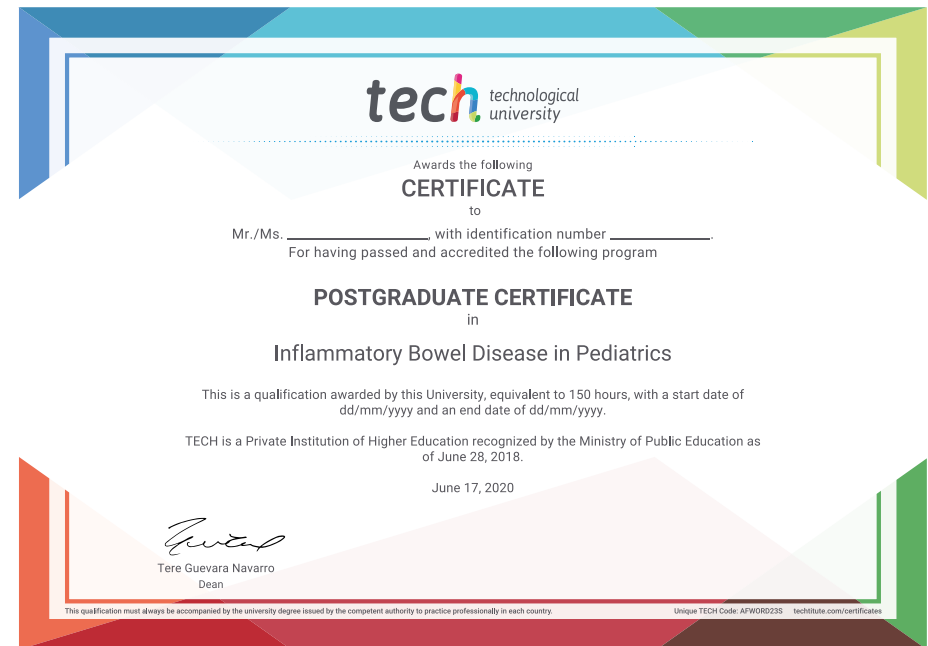 tech technological
university
Awards the following
CERTIFICATE
to
Mr./Ms. ____________________, with identification number ______________.
For having passed and accredited the following program
POSTGRADUATE CERTIFICATE
in
Inflammatory Bowel Disease in Pediatrics
This is a qualification awarded by this University, equivalent to 150 hours, with a start date of
dd/mm/yyyy and an end date of dd/mm/yyyy.
TECH is a Private Institution of Higher Education recognized by the Ministry of Public Education as
of June 28, 2018.
June 17, 2020
Tere Guevara Navarro
Dean
This qualification must always be accompanied by the university degree issued by the competent authority to practice professionally in each country.
Unique TECH Code: AFWORD23S techtitute.com/certificates